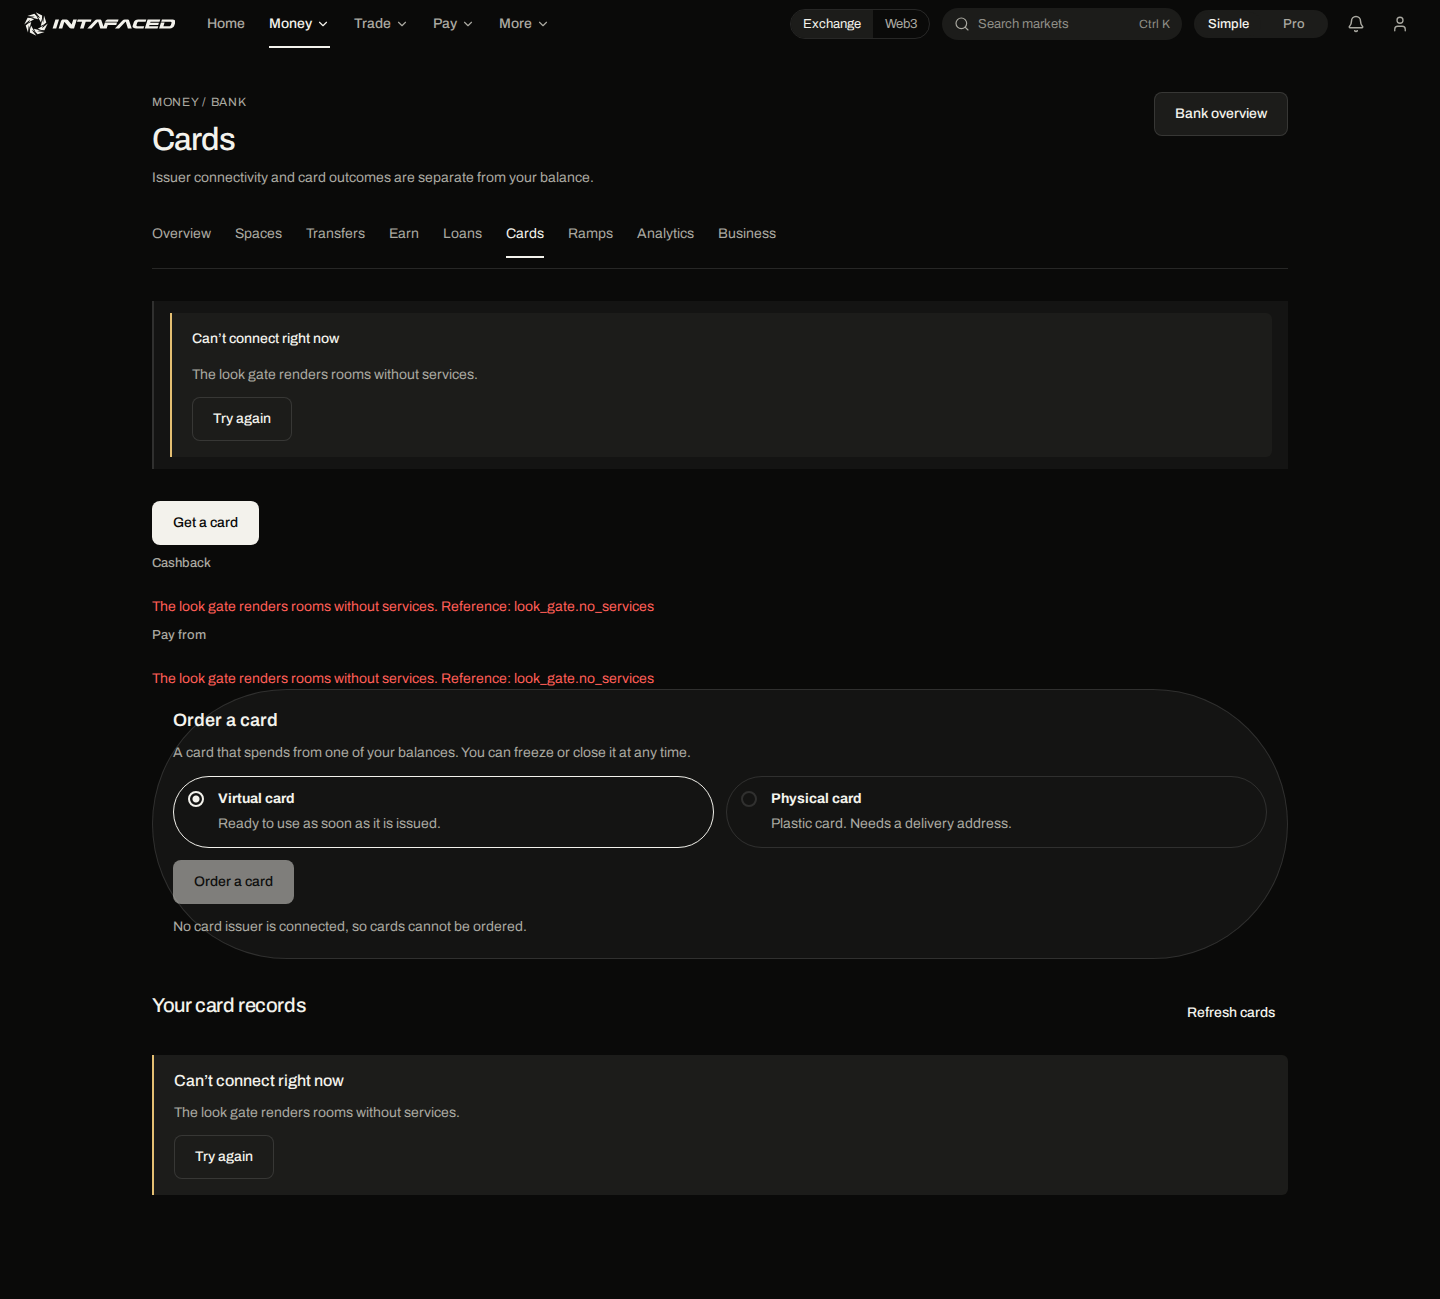 INTAFACED
Home
Money
Trade
Pay
More
Exchange
Web3
Search markets
Ctrl K
Simple
Pro
MONEY / BANK
Cards
Issuer connectivity and card outcomes are separate from your balance.
Bank overview
Overview
Spaces
Transfers
Earn
Loans
Cards
Ramps
Analytics
Business
Can’t connect right now
The look gate renders rooms without services.
Try again
Get a card
Cashback
The look gate renders rooms without services. Reference: look_gate.no_services
Pay from
The look gate renders rooms without services. Reference: look_gate.no_services
Order a card
A card that spends from one of your balances. You can freeze or close it at any time.
Virtual card
Ready to use as soon as it is issued.
Physical card
Plastic card. Needs a delivery address.
Order a card
No card issuer is connected, so cards cannot be ordered.
Your card records
Refresh cards
Can’t connect right now
The look gate renders rooms without services.
Try again